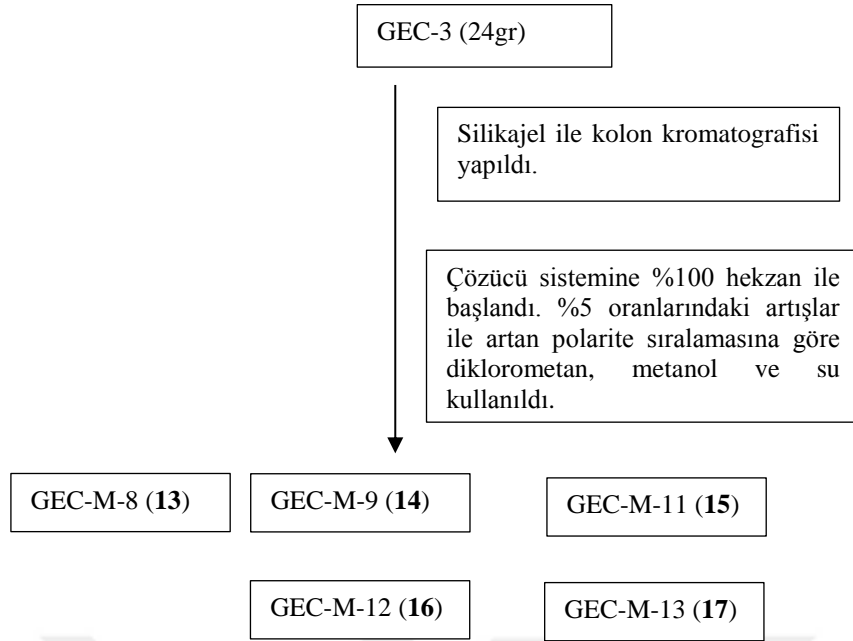 GEC-3 (24gr)
Silikajel ile kolon kromatografisi
yapıldı.
Çözücü sistemine %100 hekzan ile
başlandı. %5 oranlarındaki artışlar
ile artan polarite sıralamasına göre
diklorometan, metanol ve su
kullanıldı.
GEC-M-8 (13)
GEC-M-9 (14)
GEC-M-11 (15)
GEC-M-12 (16)
GEC-M-13 (17)